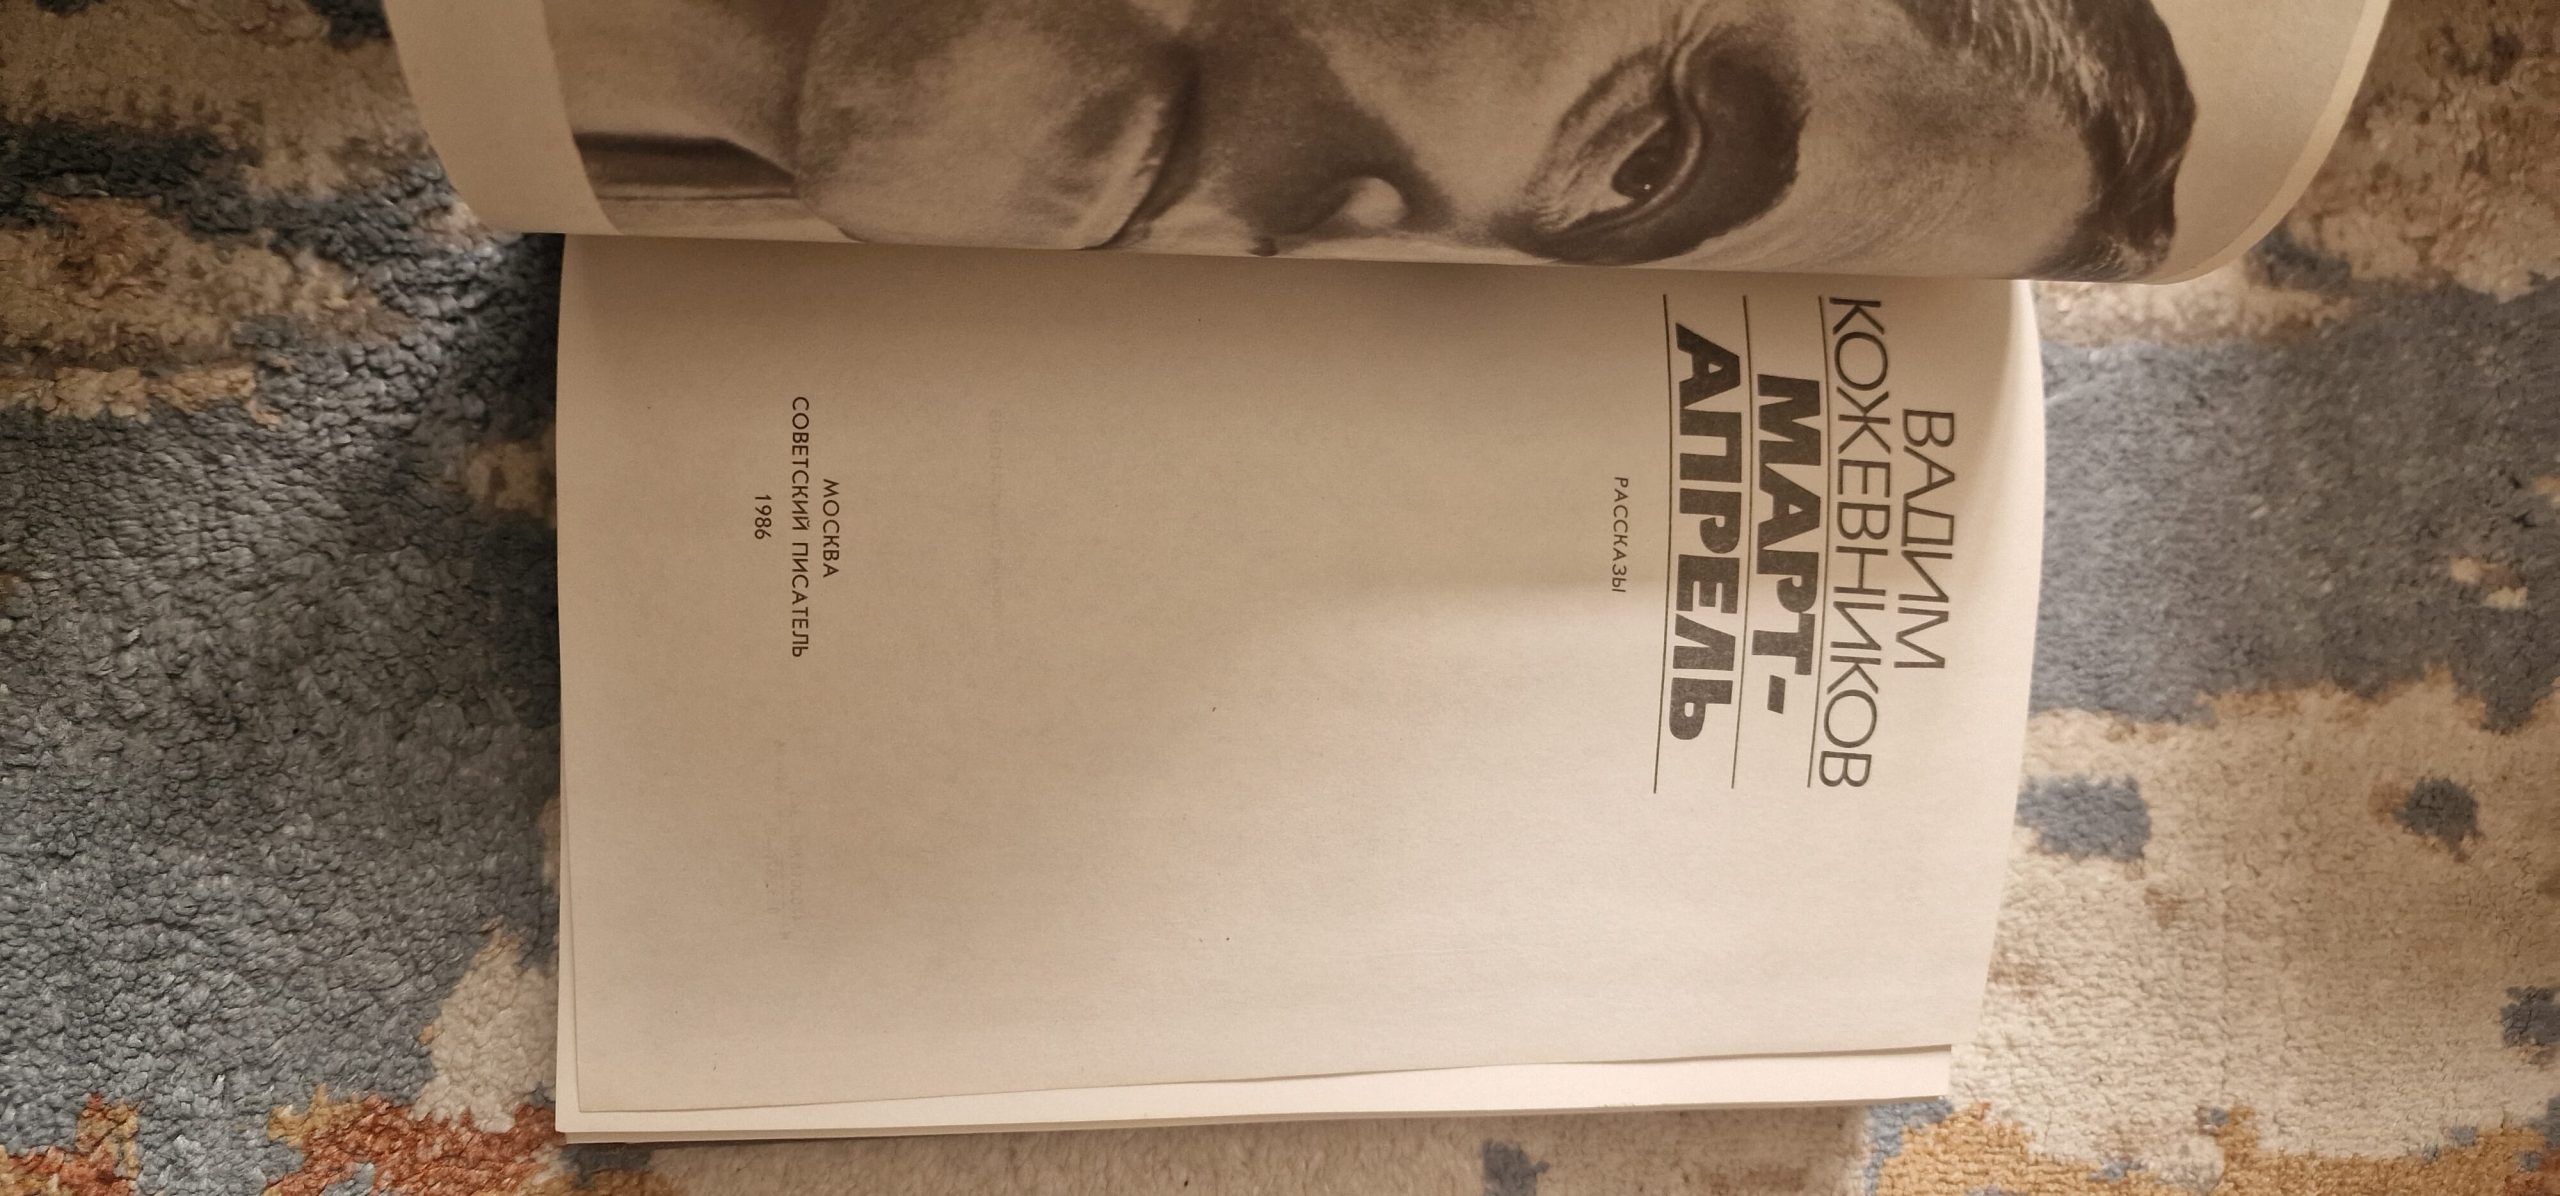 ВАДИМ
КОЖЕВНИКОВ
МАРТ-
АПРЕЛЬ
РАССКАЗЫ
МОСКВА
СОВЕТСКИЙ ПИСАТЕЛЬ
1986